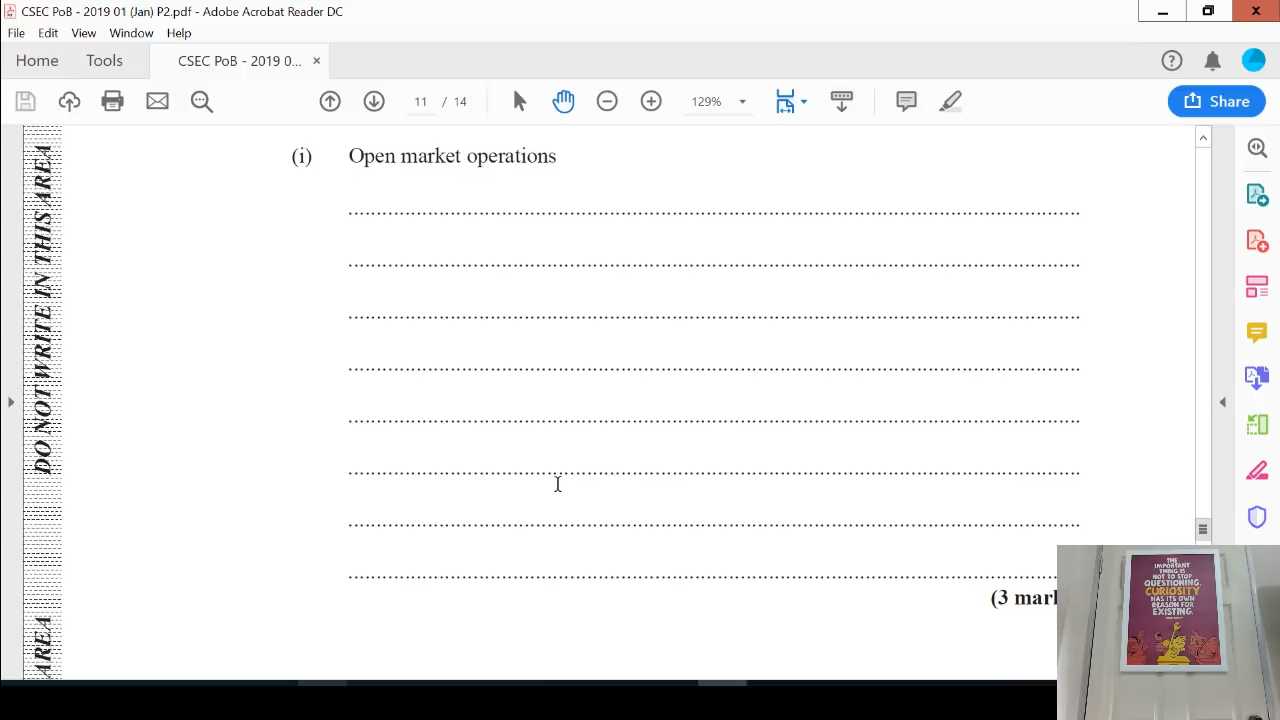 CSEC PoB - 2019 01 (Jan) P2.pdf - Adobe Acrobat Reader DC
File Edit View Window Help
Home Tools CSEC PoB - 2019 0... ×
11 / 14 129% Share
(i) Open market operations
(3 mar
DO NOT WRITE IN THIS AREA
AREA
THE
IMPORTANT
THING IS
NOT TO STOP
QUESTIONING.
CURIOSITY
HAS ITS OWN
REASON FOR
EXISTING.